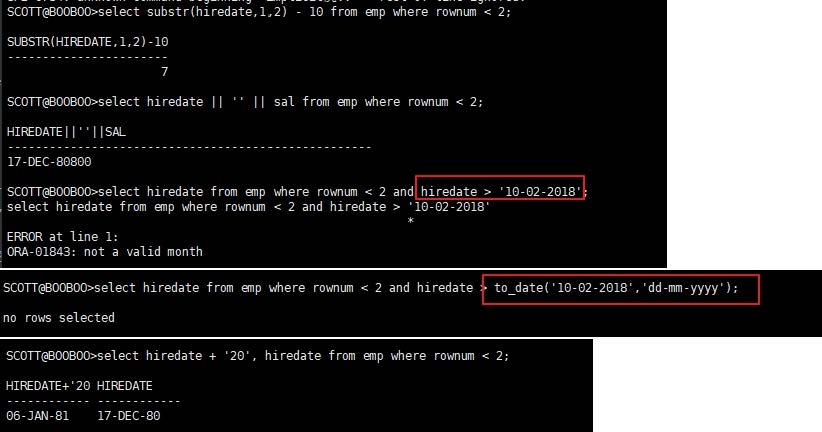 SCOTT@BOOBOO>select substr(hiredate,1,2) - 10 from emp where rownum < 2;
SUBSTR(HIREDATE,1,2)-10
-----------------------
7
SCOTT@BOOBOO>select hiredate || '' || sal from emp where rownum < 2;
HIREDATE||''||SAL
----------------------------------------------------
17-DEC-80800
SCOTT@BOOBOO>select hiredate from emp where rownum < 2 and hiredate > '10-02-2018';
select hiredate from emp where rownum < 2 and hiredate > '10-02-2018'
*
ERROR at line 1:
ORA-01843: not a valid month
SCOTT@BOOBOO>select hiredate from emp where rownum < 2 and hiredate > to_date('10-02-2018','dd-mm-yyyy');
no rows selected
SCOTT@BOOBOO>select hiredate + '20', hiredate from emp where rownum < 2;
HIREDATE+'20 HIREDATE
------------ ------------
06-JAN-81    17-DEC-80